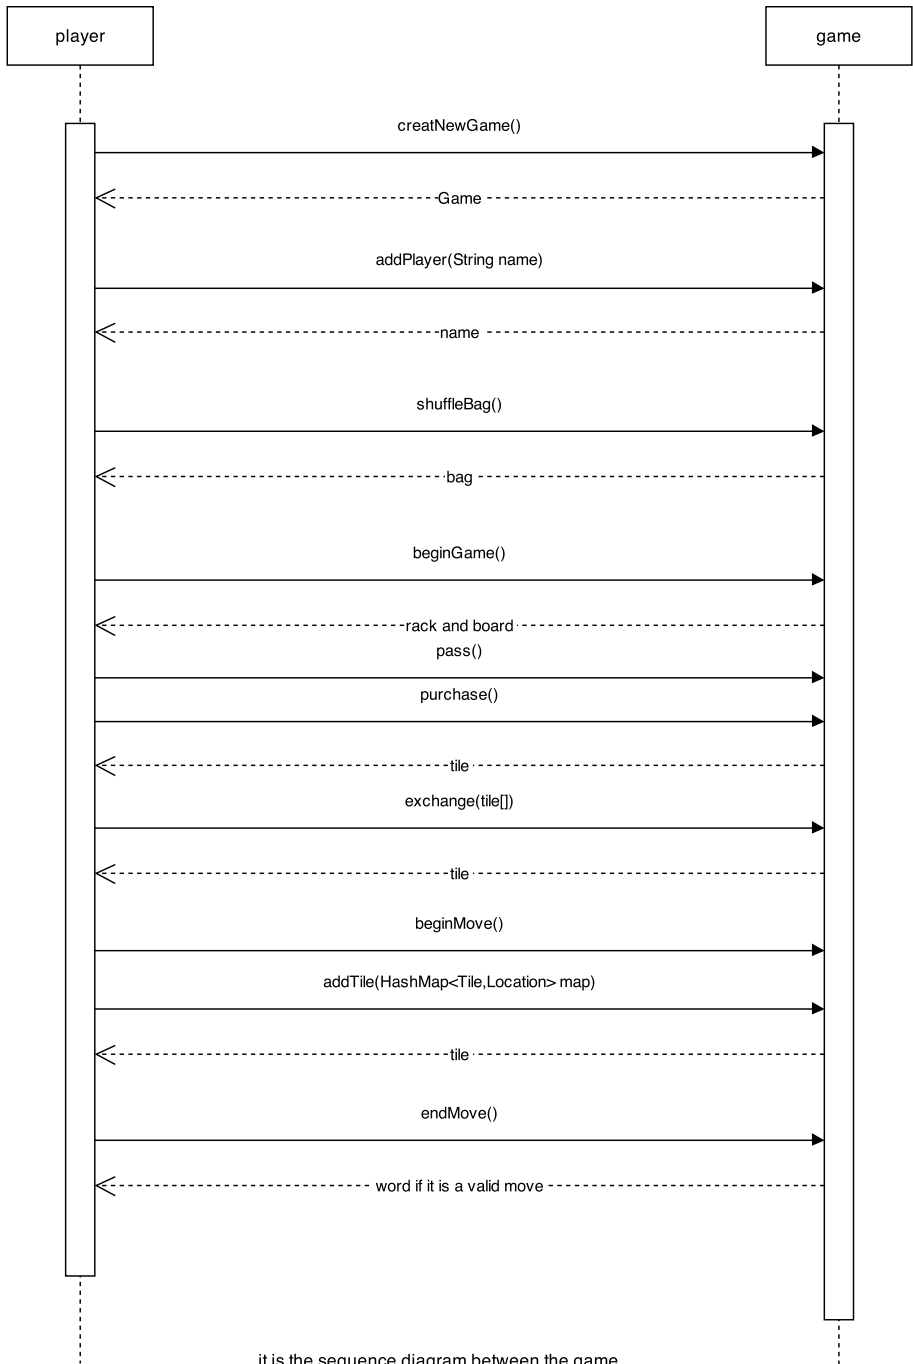 player
game
creatNewGame()
Game
addPlayer(String name)
name
shuffleBag()
bag
beginGame()
rack and board
pass()
purchase()
tile
exchange(tile[])
tile
beginMove()
addTile(HashMap<Tile,Location> map)
tile
endMove()
word if it is a valid move
it is the sequence diagram between the game